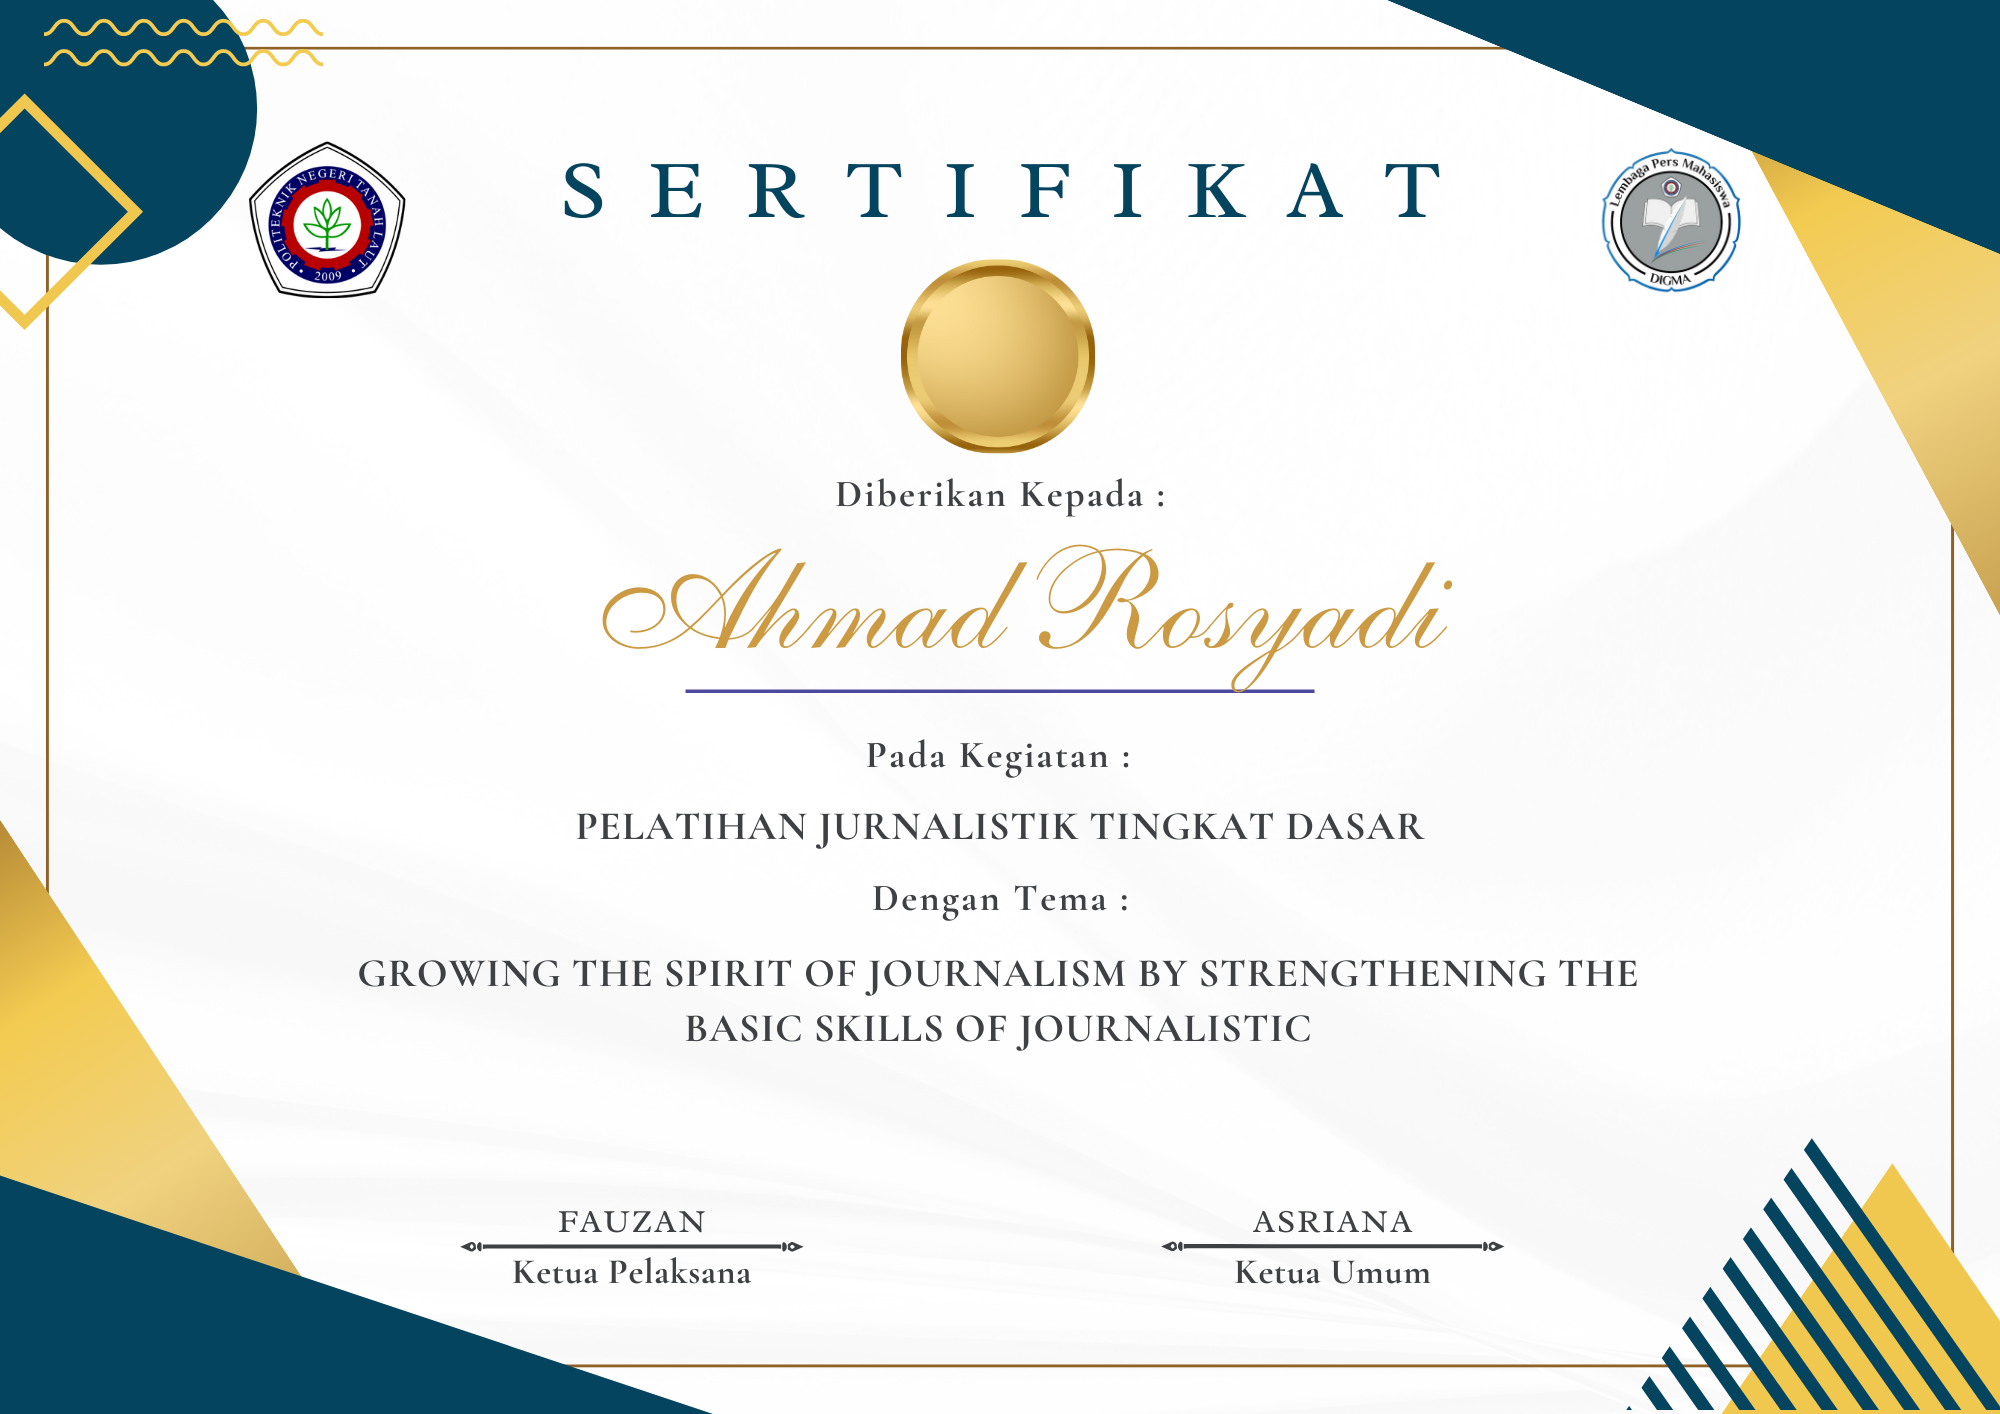 SERTIFIKAT
POLITEKNIK NEGERI TANAH LAUT
• 2009 •
Lembaga Pers Mahasiswa
DIGMA
Diberikan Kepada :
Ahmad Rosyadi
Pada Kegiatan :
PELATIHAN JURNALISTIK TINGKAT DASAR
Dengan Tema :
GROWING THE SPIRIT OF JOURNALISM BY STRENGTHENING THE
BASIC SKILLS OF JOURNALISTIC
FAUZAN
Ketua Pelaksana
ASRIANA
Ketua Umum